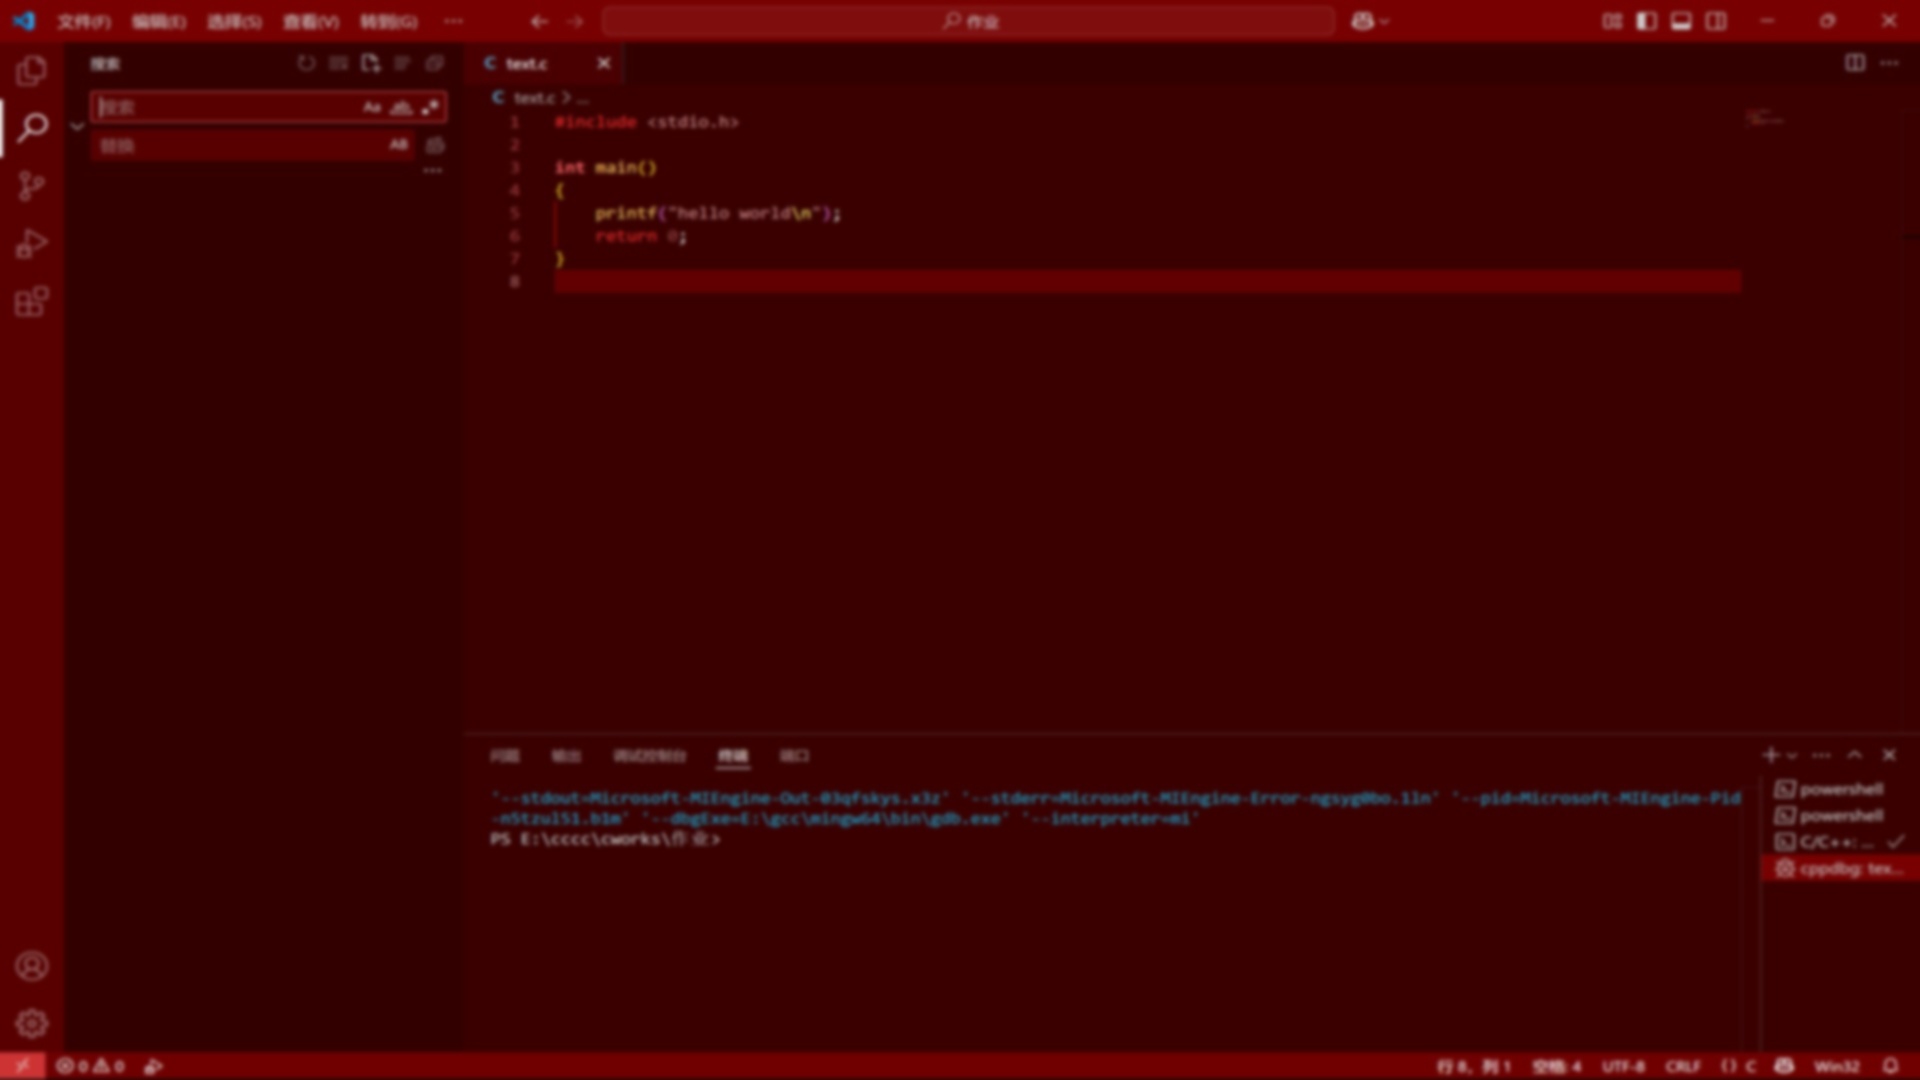 文件(F) 编辑(E) 选择(S) 查看(V) 转到(G) ··· 作业
搜索
搜索 Aa ab
替换 AB
text.c
text.c > ...
1 #include <stdio.h>
2
3 int main()
4 {
5 printf("hello world\n");
6 return 0;
7 }
8
问题 输出 调试控制台 终端 端口
'--stdout=Microsoft-MIEngine-Out-03qfskys.x3z' '--stderr=Microsoft-MIEngine-Error-ngsyg0bo.1ln' '--pid=Microsoft-MIEngine-Pid
'--dbgExe=E:\gcc\mingw64\bin\gdb.exe' '--interpreter=mi'
PS E:\cccc\cworks\作业>
powershell
powershell
C/C++: ...
cppdbg: tex...
0 0
行 8，列 1 空格: 4 UTF-8 CRLF {} C Win32